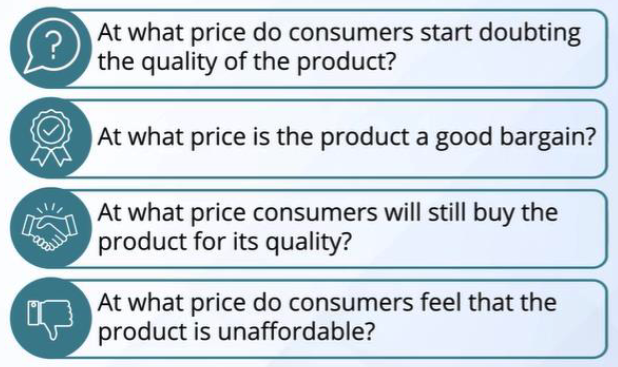 At what price do consumers start doubting
the quality of the product?
At what price is the product a good bargain?
At what price consumers will still buy the
product for its quality?
At what price do consumers feel that the
product is unaffordable?